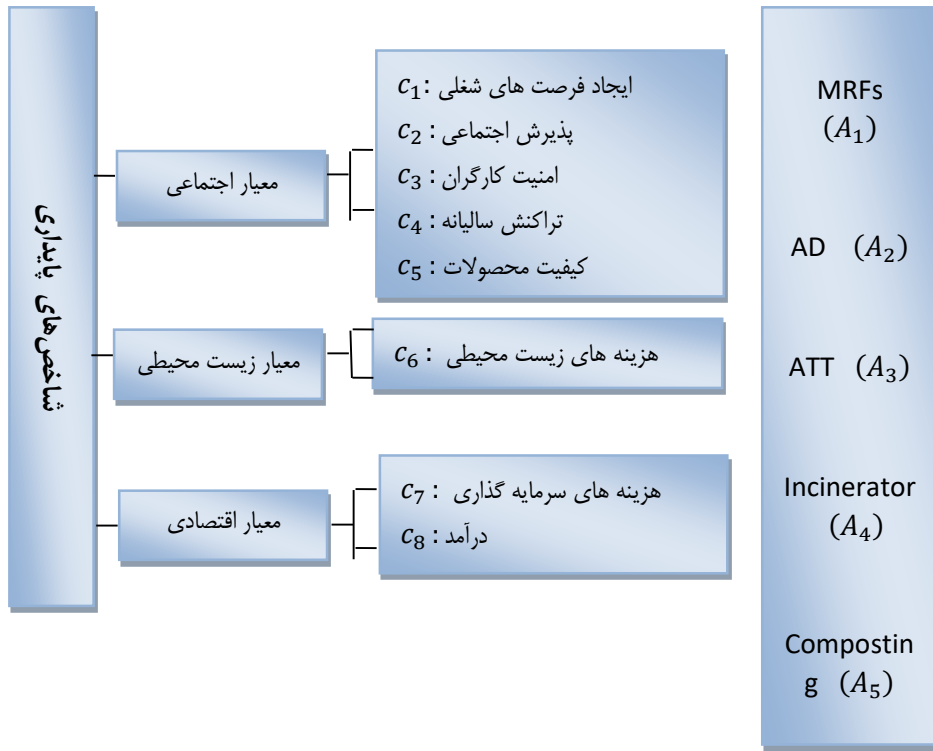 شاخص‌های پایداری
معیار اجتماعی
c₁: ایجاد فرصت های شغلی
c₂ : پذیرش اجتماعی
c₃ : امنیت کارگران
c₄ : تراکنش سالیانه
c₅ : کیفیت محصولات
معیار زیست محیطی
c₆ : هزینه های زیست محیطی
معیار اقتصادی
c₇ : هزینه های سرمایه گذاری
c₈ : درآمد
MRFs
(A₁)
AD (A₂)
ATT (A₃)
Incinerator
(A₄)
Compostin
g (A₅)